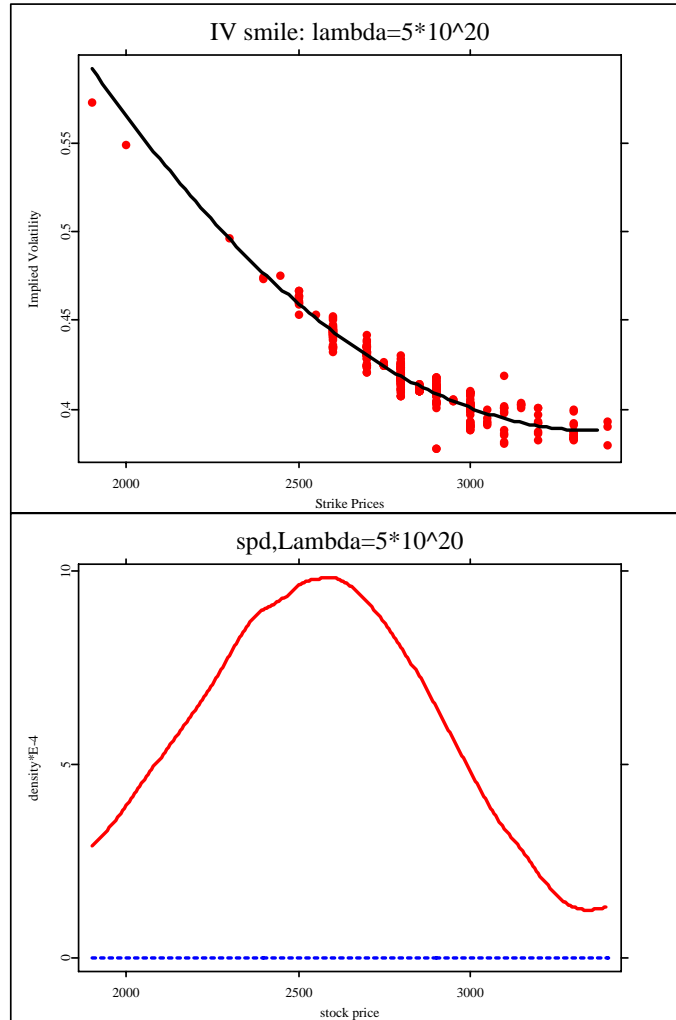 IV smile: lambda=5*10^20
Implied Volatility
0.55
0.5
0.45
0.4
2000
2500
3000
Strike Prices
spd,Lambda=5*10^20
density*E-4
10
5
0
2000
2500
3000
stock price